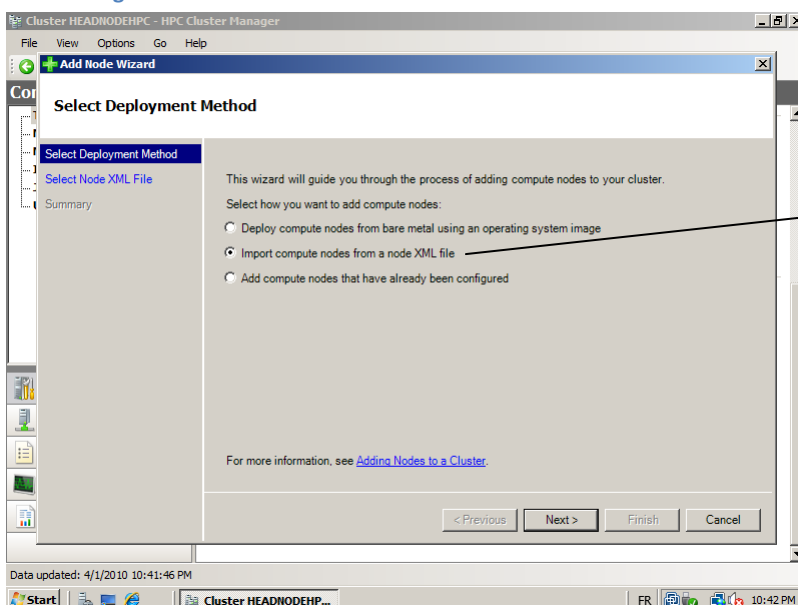 Cluster HEADNODEHPC - HPC Cluster Manager
File View Options Go Help
Add Node Wizard
Select Deployment Method
Select Deployment Method
Select Node XML File
Summary
This wizard will guide you through the process of adding compute nodes to your cluster.
Select how you want to add compute nodes:
Deploy compute nodes from bare metal using an operating system image
Import compute nodes from a node XML file
Add compute nodes that have already been configured
For more information, see Adding Nodes to a Cluster.
< Previous Next > Finish Cancel
Data updated: 4/1/2010 10:41:46 PM
Start Cluster HEADNODEHP... FR 10:42 PM